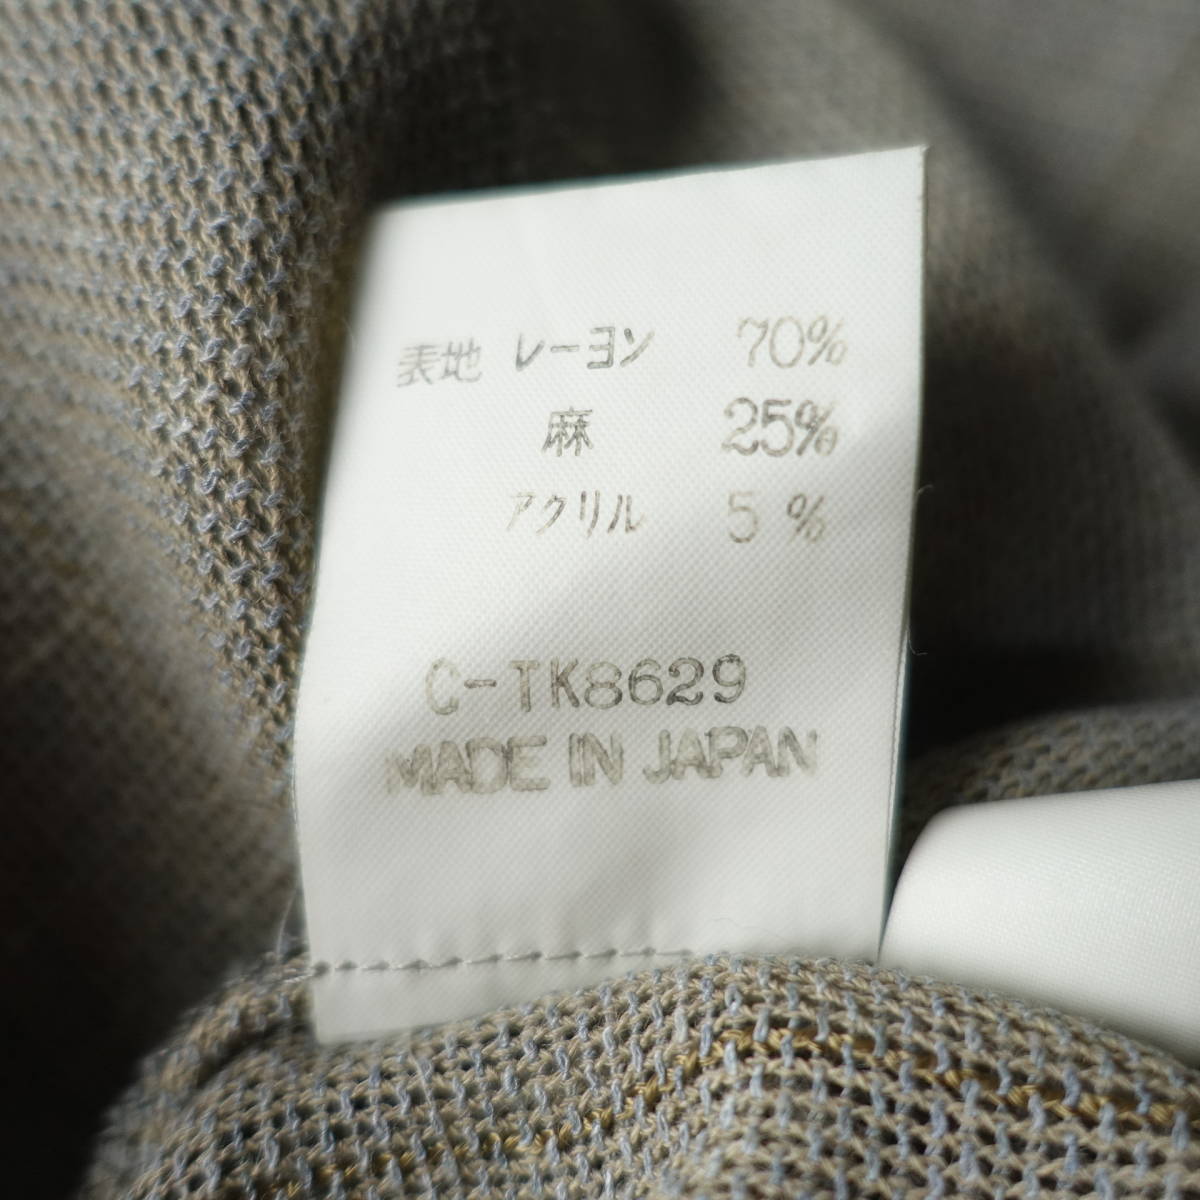 表地 レーヨン 70%
麻 25%
アクリル 5 %
C-TK8629
MADE IN JAPAN